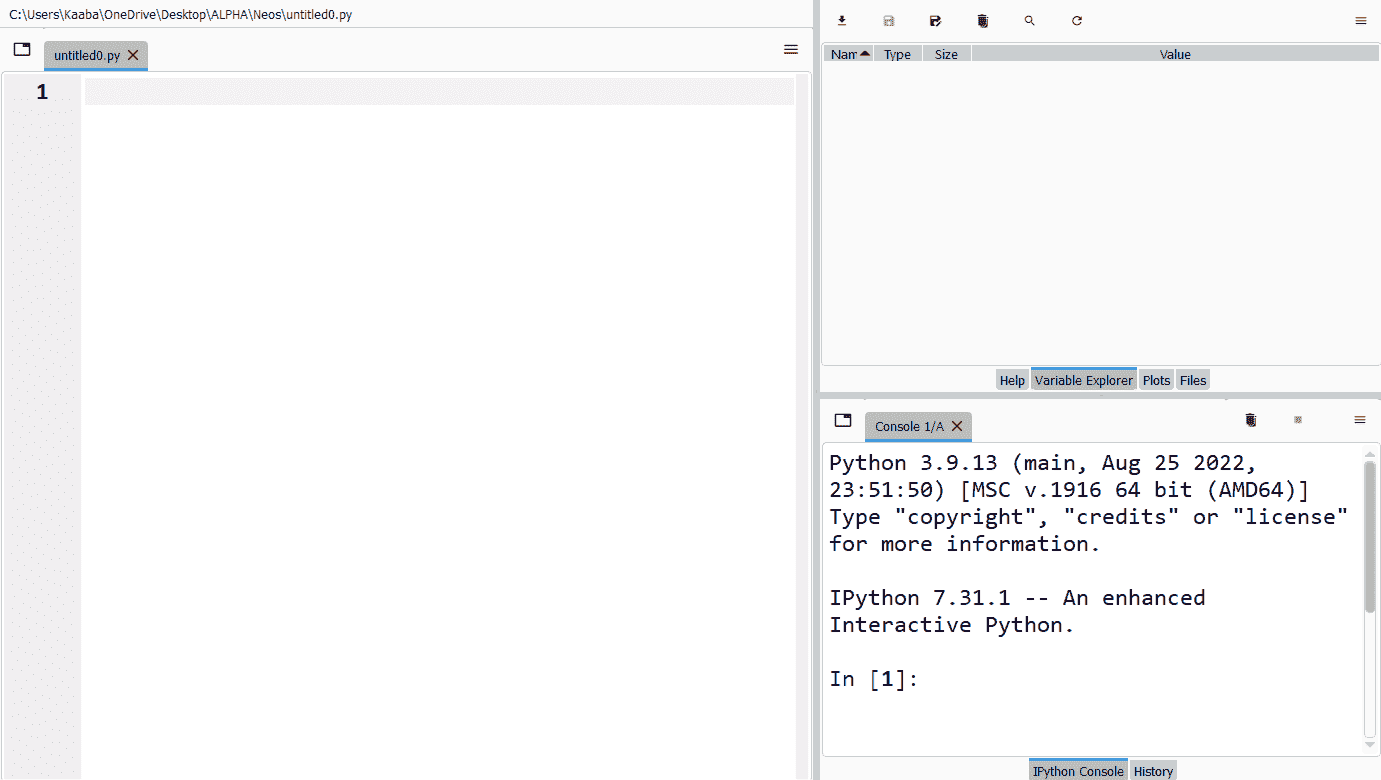 C:\Users\Kaaba\OneDrive\Desktop\ALPHA\Neos\untitled0.py
untitled0.py
1
Nam Type Size Value
Help Variable Explorer Plots Files
Console 1/A
Python 3.9.13 (main, Aug 25 2022,
23:51:50) [MSC v.1916 64 bit (AMD64)]
Type "copyright", "credits" or "license"
for more information.
IPython 7.31.1 -- An enhanced
Interactive Python.
In [1]:
IPython Console History